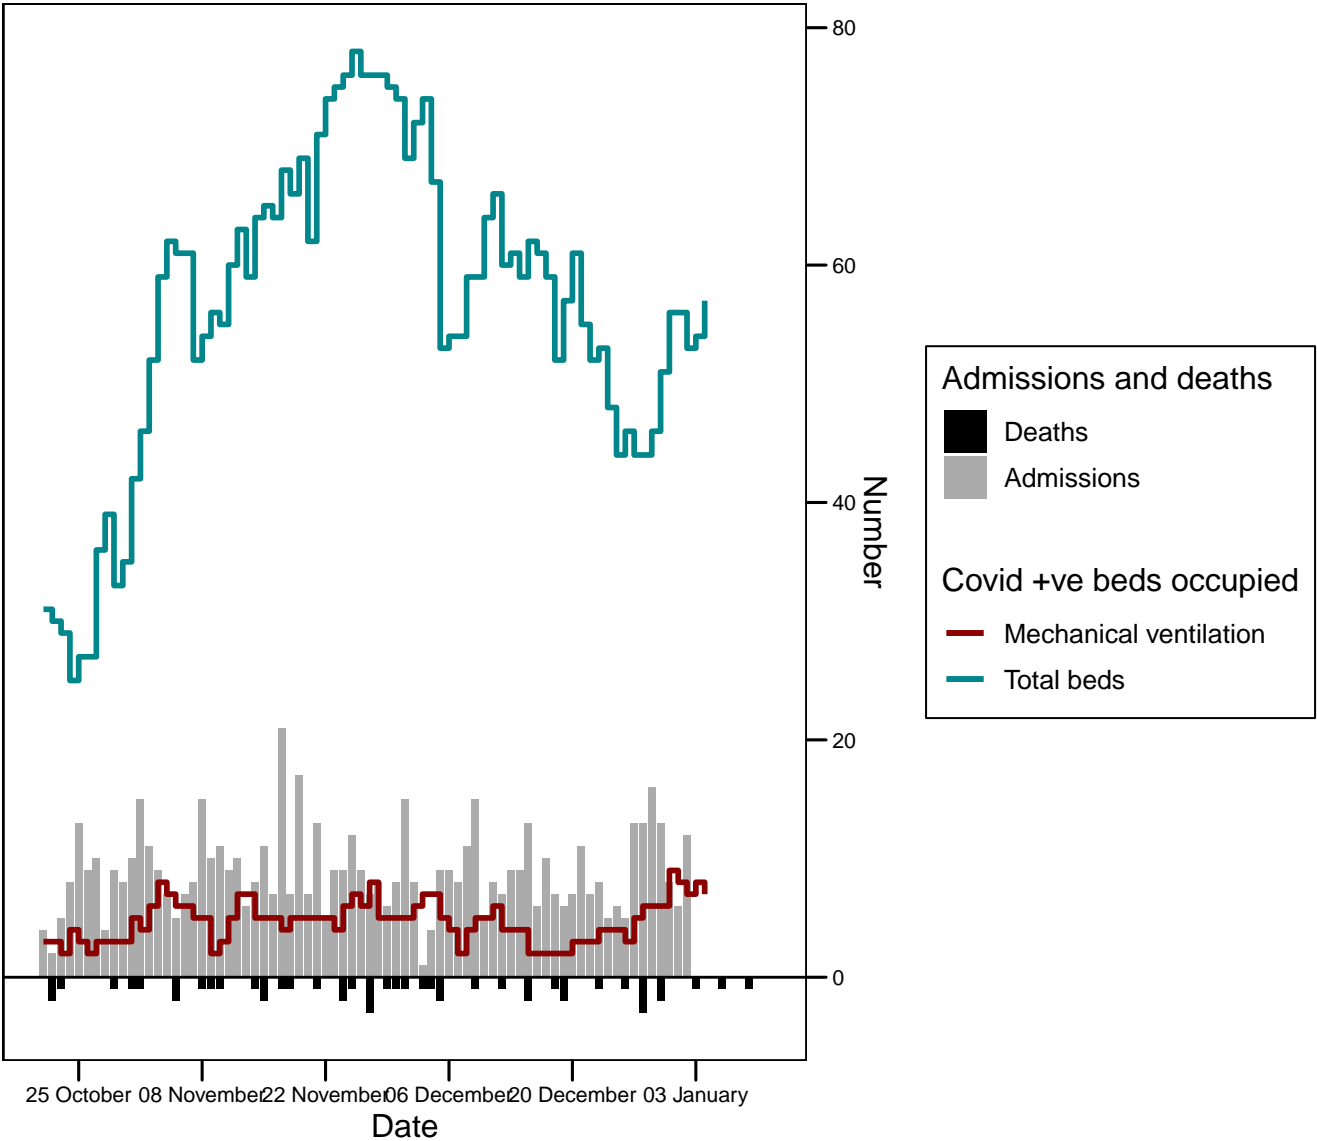 80
60
40
20
0
Number
25 October 08 November 22 November 06 December 20 December 03 January
Date
Admissions and deaths
Deaths
Admissions
Covid +ve beds occupied
Mechanical ventilation
Total beds